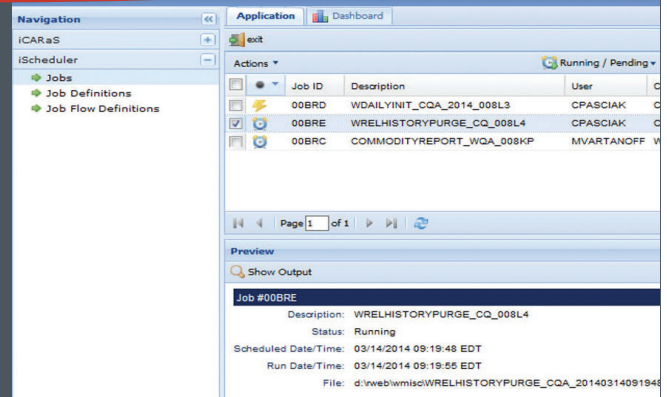 Navigation
iCARaS
iScheduler
Jobs
Job Definitions
Job Flow Definitions
Application Dashboard
exit
Actions Running / Pending
Job ID Description User
00BRD WDAILYINIT_CQA_2014_008L3 CPASCIAK
00BRE WRELHISTORYPURGE_CQ_008L4 CPASCIAK
00BRC COMMODITYREPORT_WQA_008KP MVARTANOFF
Page 1 of 1
Preview
Show Output
Job #00BRE
Description: WRELHISTORYPURGE_CQ_008L4
Status: Running
Scheduled Date/Time: 03/14/2014 09:19:48 EDT
Run Date/Time: 03/14/2014 09:19:55 EDT
File: d:\rweb\wmisc\WRELHISTORYPURGE_CQA_20140314091948